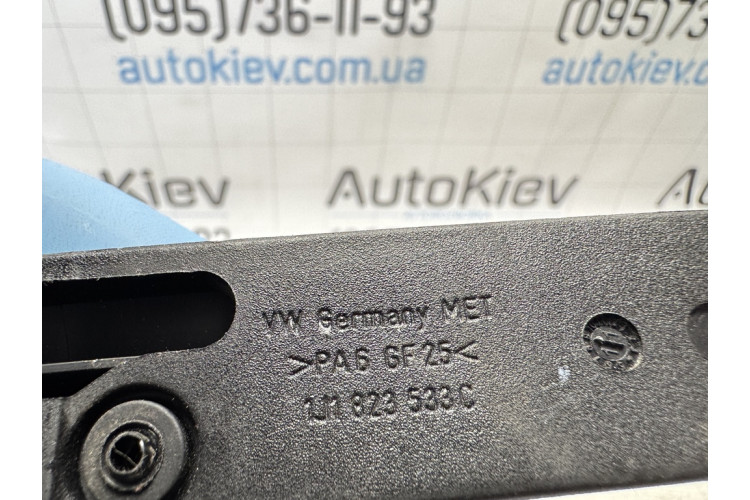 (095)736-11-93
(095)73
autokiev.com.ua
autokiev
Kiev
AutoKiev
A
VW Germany MET
>PA6 GF25<
1J1 823 533 C